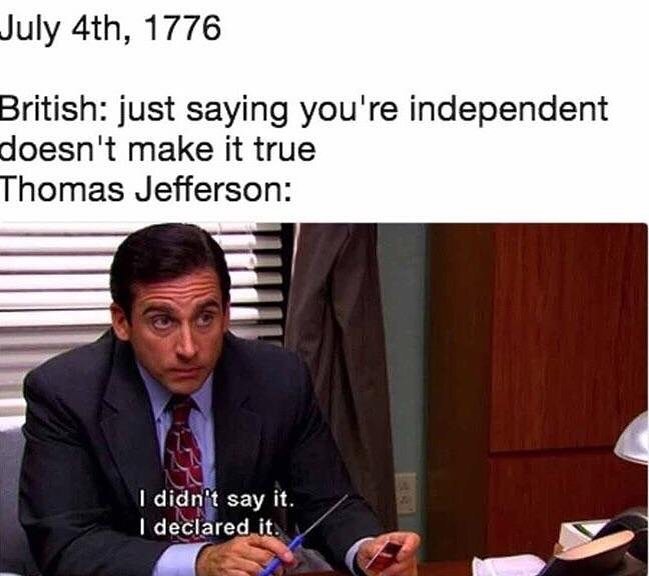 July 4th, 1776
British: just saying you're independent
doesn't make it true
Thomas Jefferson:
I didn't say it.
I declared it.